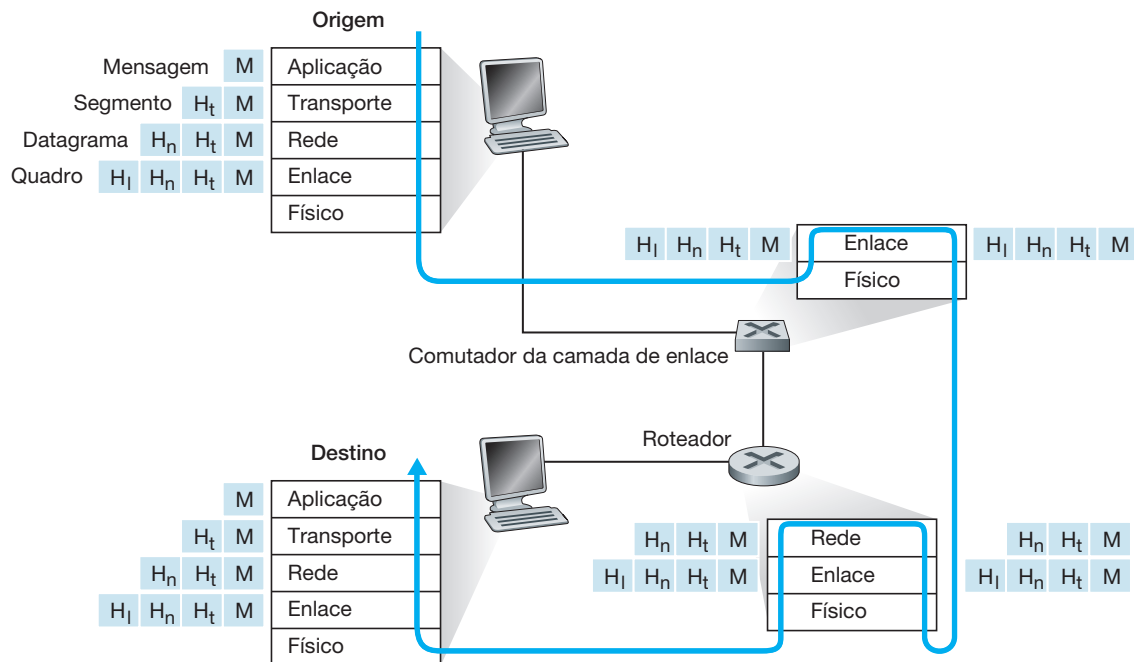 Origem
Mensagem M Aplicação
Segmento Ht M Transporte
Datagrama Hn Ht M Rede
Quadro Hl Hn Ht M Enlace
Físico
Hl Hn Ht M Enlace Hl Hn Ht M
Físico
Comutador da camada de enlace
Roteador
Destino
M Aplicação
Ht M Transporte
Hn Ht M Rede
Hl Hn Ht M Enlace
Físico
Hn Ht M Rede Hn Ht M
Hl Hn Ht M Enlace Hl Hn Ht M
Físico